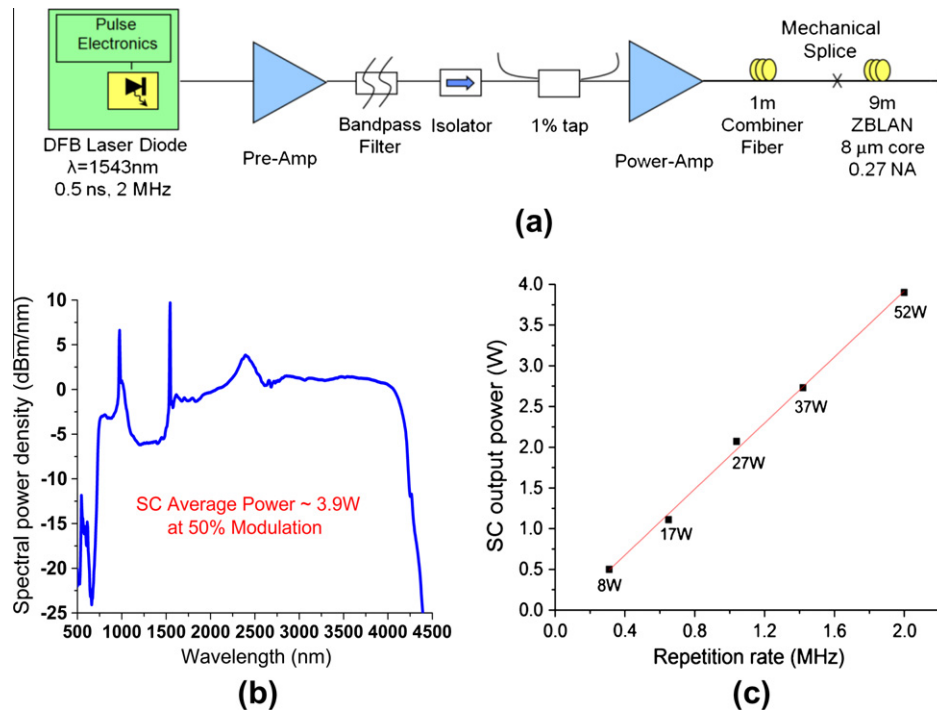 Pulse
Electronics
DFB Laser Diode
λ=1543nm
0.5 ns, 2 MHz
Pre-Amp
Bandpass
Filter
Isolator
1% tap
Power-Amp
1m
Combiner
Fiber
Mechanical
Splice
9m
ZBLAN
8 μm core
0.27 NA
(a)
Spectral power density (dBm/nm)
10
5
0
-5
-10
-15
-20
-25
SC Average Power ~ 3.9W
at 50% Modulation
500 1000 1500 2000 2500 3000 3500 4000 4500
Wavelength (nm)
(b)
SC output power (W)
4.0
3.5
3.0
2.5
2.0
1.5
1.0
0.5
0.0
52W
37W
27W
17W
8W
0.4 0.8 1.2 1.6 2.0
Repetition rate (MHz)
(c)